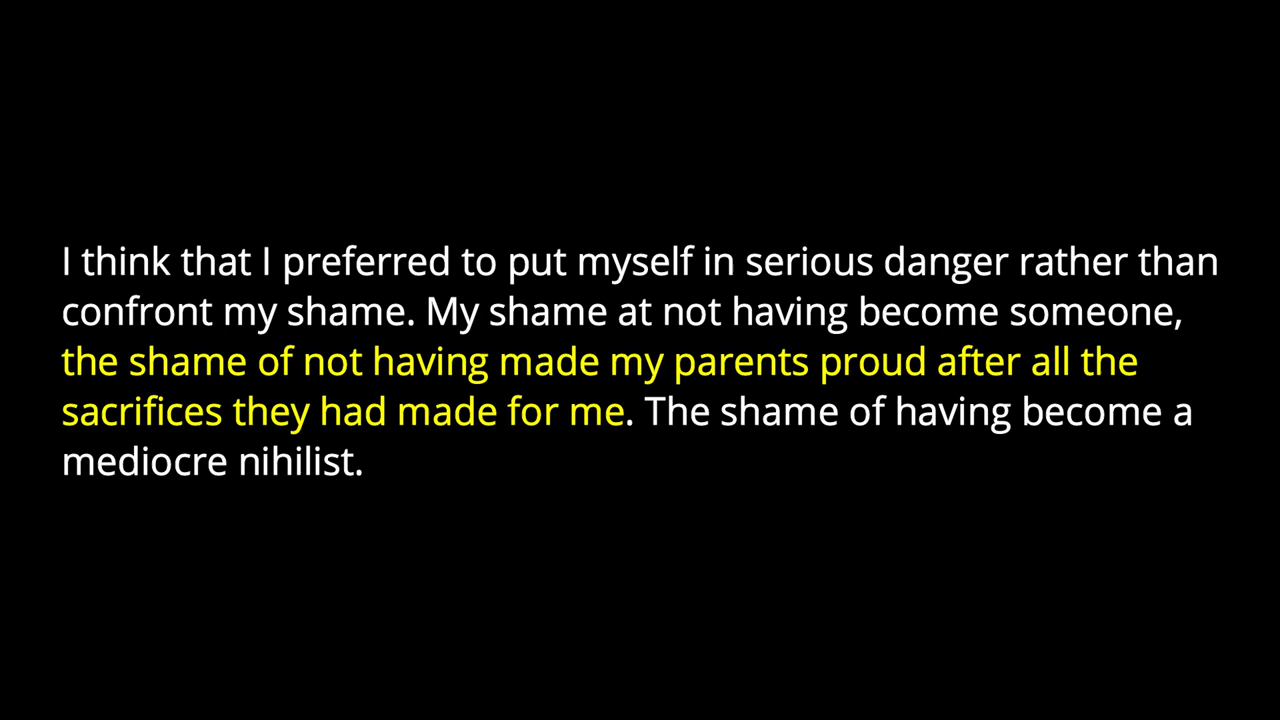 I think that I preferred to put myself in serious danger rather than
confront my shame. My shame at not having become someone,
the shame of not having made my parents proud after all the
sacrifices they had made for me. The shame of having become a
mediocre nihilist.